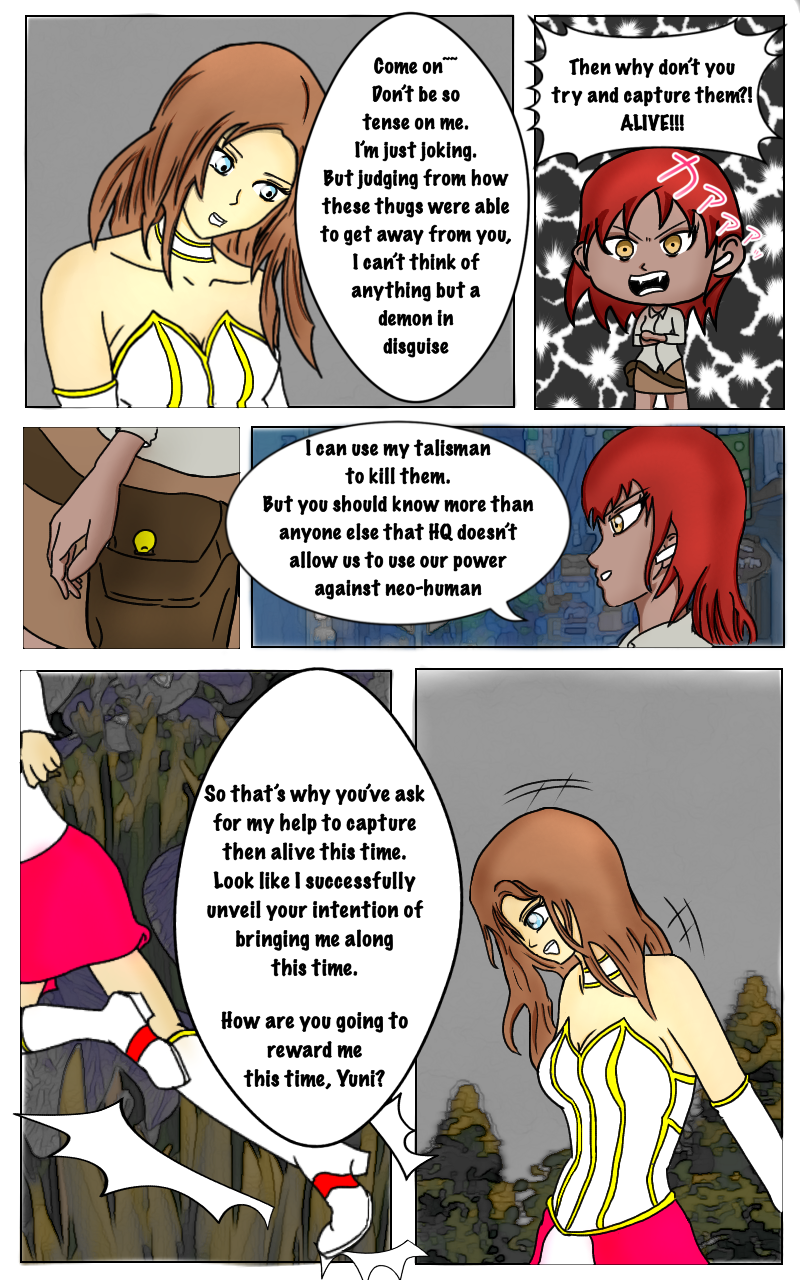 Come on~~
Don't be so
tense on me.
I'm just joking.
But judging from how
these thugs were able
to get away from you,
I can't think of
anything but a
demon in
disguise
Then why don't you
try and capture them?!
ALIVE!!!
カァァァ
I can use my talisman
to kill them.
But you should know more than
anyone else that HQ doesn't
allow us to use our power
against neo-human
So that's why you've ask
for my help to capture
then alive this time.
Look like I successfully
unveil your intention of
bringing me along
this time.
How are you going to
reward me
this time, Yuni?